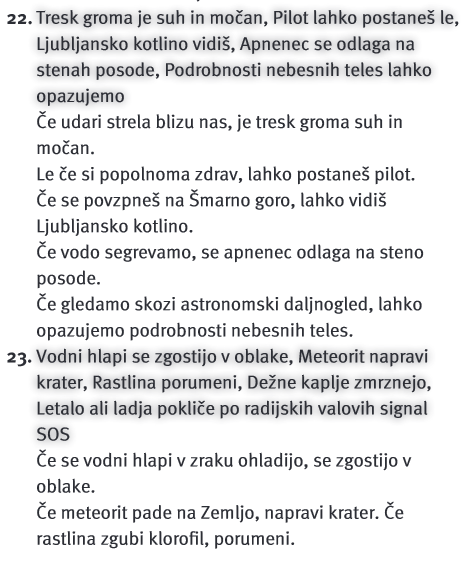 22. Tresk groma je suh in močan, Pilot lahko postaneš le,
Ljubljansko kotlino vidiš, Apnenec se odlaga na
stenah posode, Podrobnosti nebesnih teles lahko
opazujemo
Če udari strela blizu nas, je tresk groma suh in
močan.
Le če si popolnoma zdrav, lahko postaneš pilot.
Če se povzpneš na Šmarno goro, lahko vidiš
Ljubljansko kotlino.
Če vodo segrevamo, se apnenec odlaga na steno
posode.
Če gledamo skozi astronomski daljnogled, lahko
opazujemo podrobnosti nebesnih teles.
23. Vodni hlapi se zgostijo v oblake, Meteorit napravi
krater, Rastlina porumeni, Dežne kaplje zmrznejo,
Letalo ali ladja pokliče po radijskih valovih signal
SOS
Če se vodni hlapi v zraku ohladijo, se zgostijo v
oblake.
Če meteorit pade na Zemljo, napravi krater. Če
rastlina zgubi klorofil, porumeni.